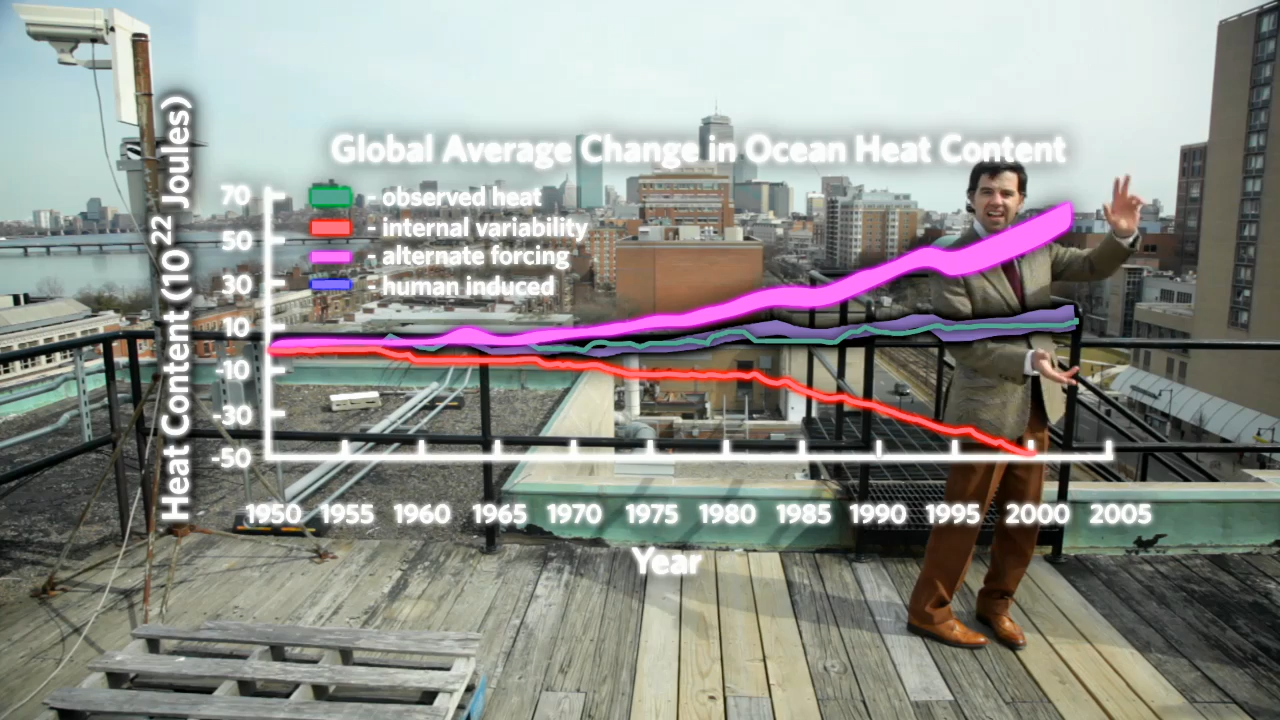 Global Average Change in Ocean Heat Content
Heat Content (10²² Joules)
70
50
30
10
-10
-30
-50
- observed heat
- internal variability
- alternate forcing
- human induced
1950 1955 1960 1965 1970 1975 1980 1985 1990 1995 2000 2005
Year